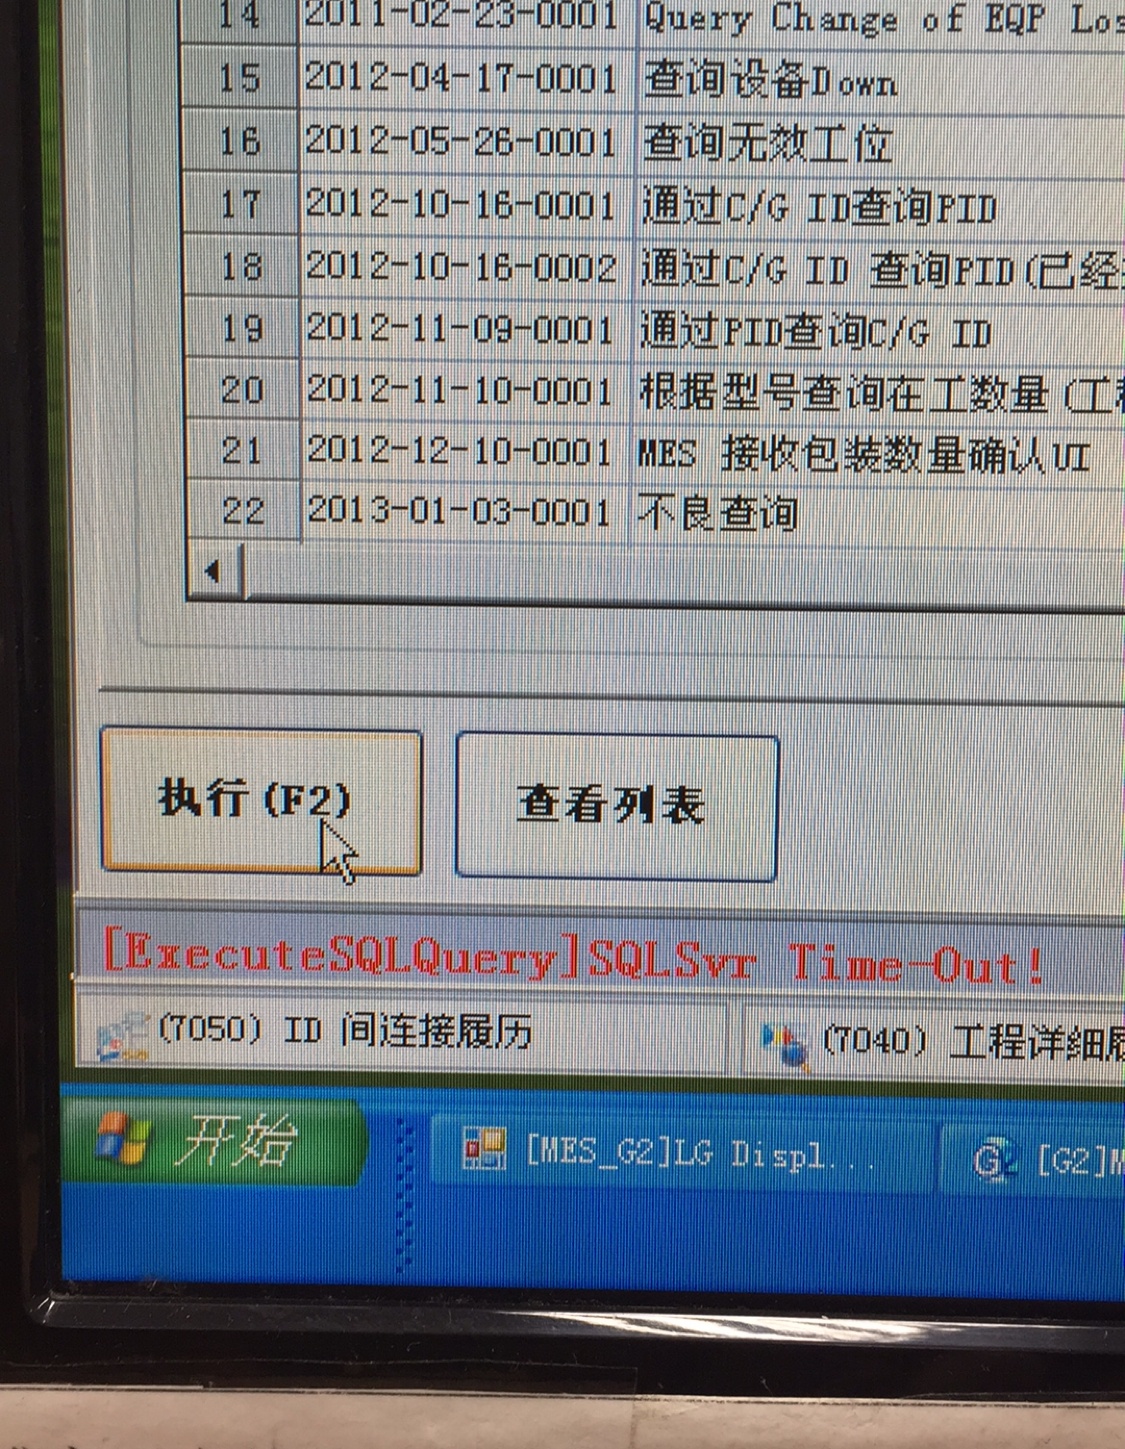 14 2011-02-23-0001 Query Change of EQP Los
15 2012-04-17-0001 查询设备Down
16 2012-05-26-0001 查询无效工位
17 2012-10-16-0001 通过C/G ID查询PID
18 2012-10-16-0002 通过C/G ID 查询PID(已经
19 2012-11-09-0001 通过PID查询C/G ID
20 2012-11-10-0001 根据型号查询在工数量(工
21 2012-12-10-0001 MES 接收包装数量确认UI
22 2013-01-03-0001 不良查询
执行(F2) 查看列表
[ExecuteSQLQuery]SQLSvr Time-Out!
(7050) ID 间连接履历 (7040) 工程详细
开始 [MES_G2]LG Displ... [G2]M